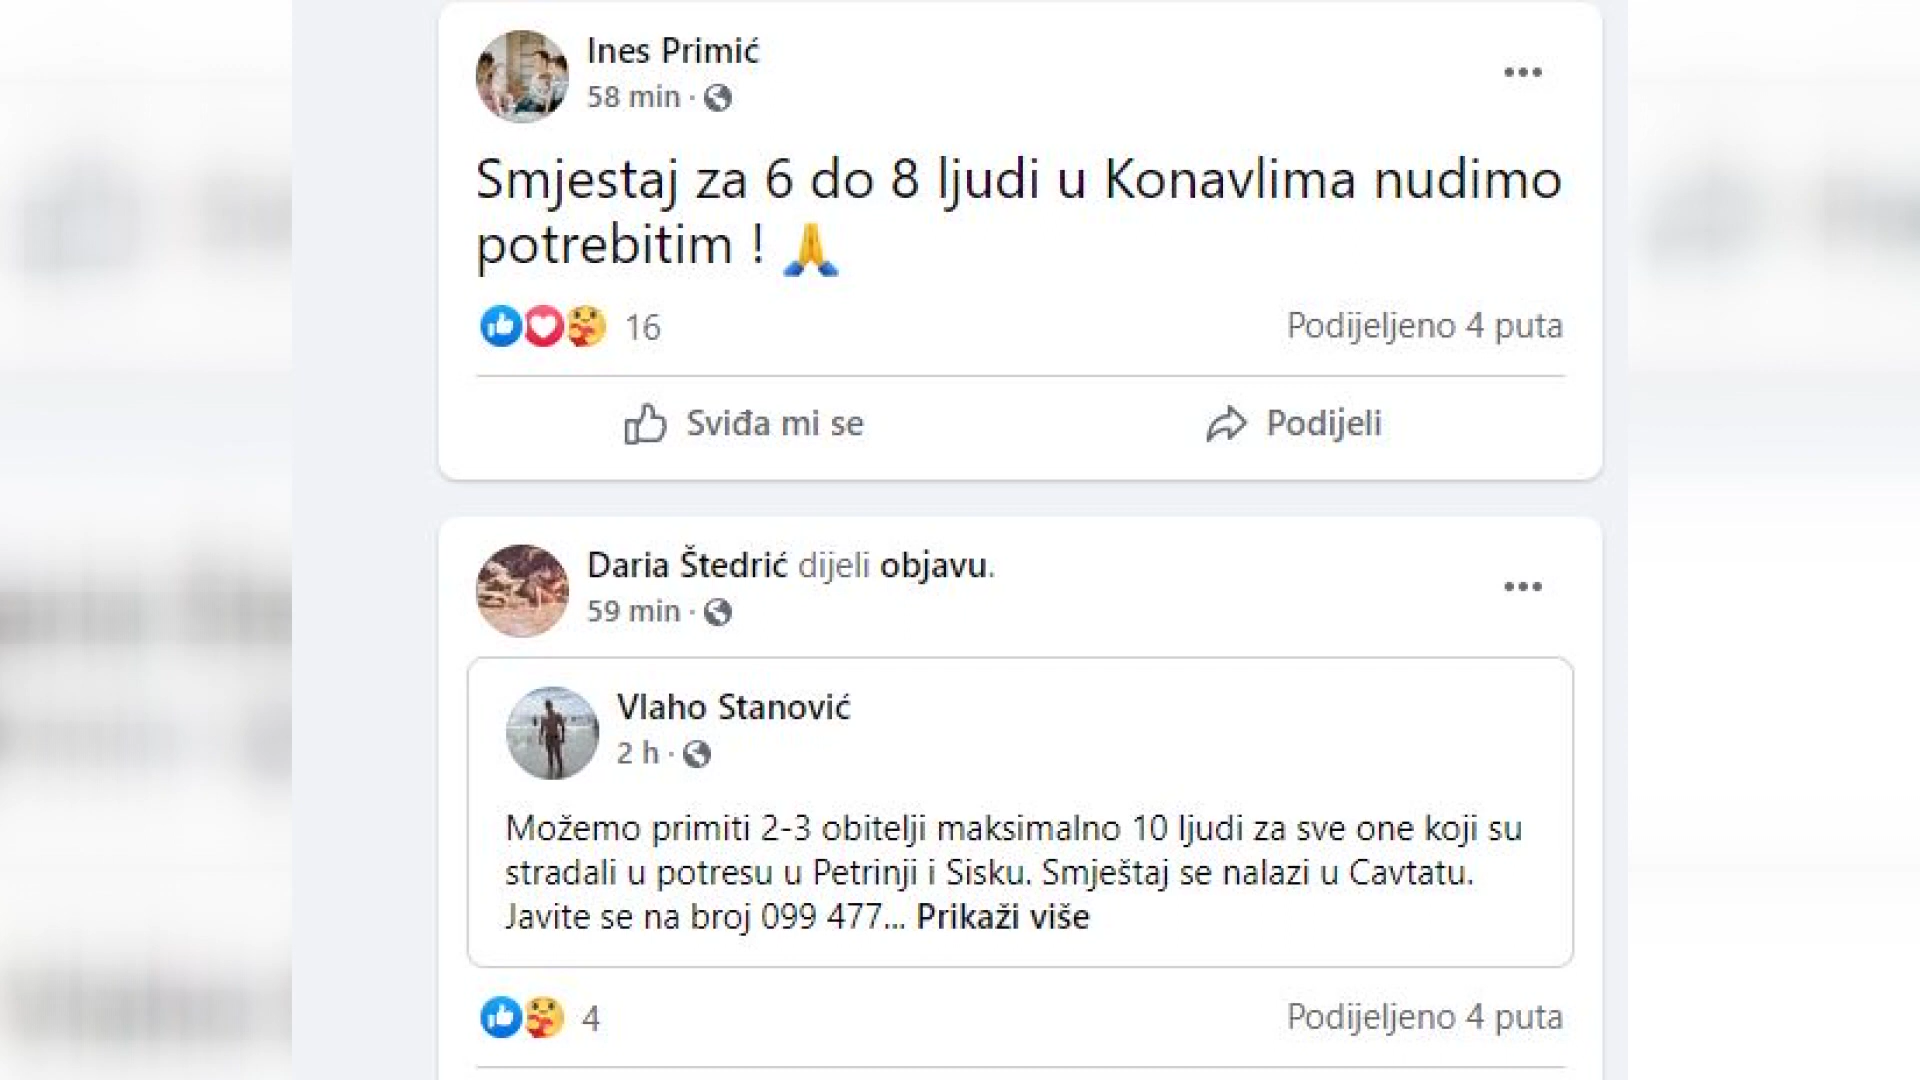 Ines Primić
58 min ·
Smjestaj za 6 do 8 ljudi u Konavlima nudimo
potrebitim ! 🙏
16
Podijeljeno 4 puta
Sviđa mi se
Podijeli
Daria Štedrić dijeli objavu.
59 min ·
Vlaho Stanović
2 h ·
Možemo primiti 2-3 obitelji maksimalno 10 ljudi za sve one koji su
stradali u potresu u Petrinji i Sisku. Smještaj se nalazi u Cavtatu.
Javite se na broj 099 477... Prikaži više
4
Podijeljeno 4 puta